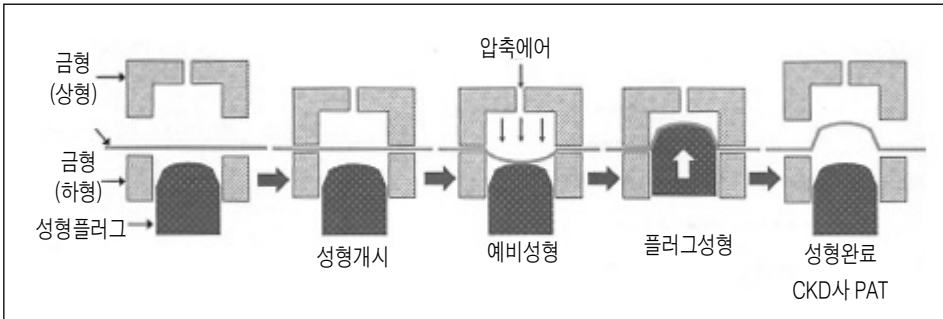 압축에어
금형
(상형)
금형
(하형)
성형플러그
성형개시
예비성형
플러그성형
성형완료
CKD사 PAT